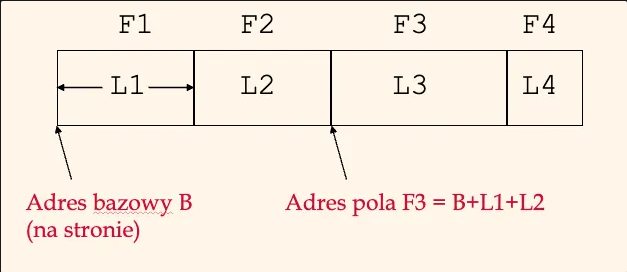 F1 F2 F3 F4
L1 L2 L3 L4
Adres bazowy B
(na stronie)
Adres pola F3 = B+L1+L2